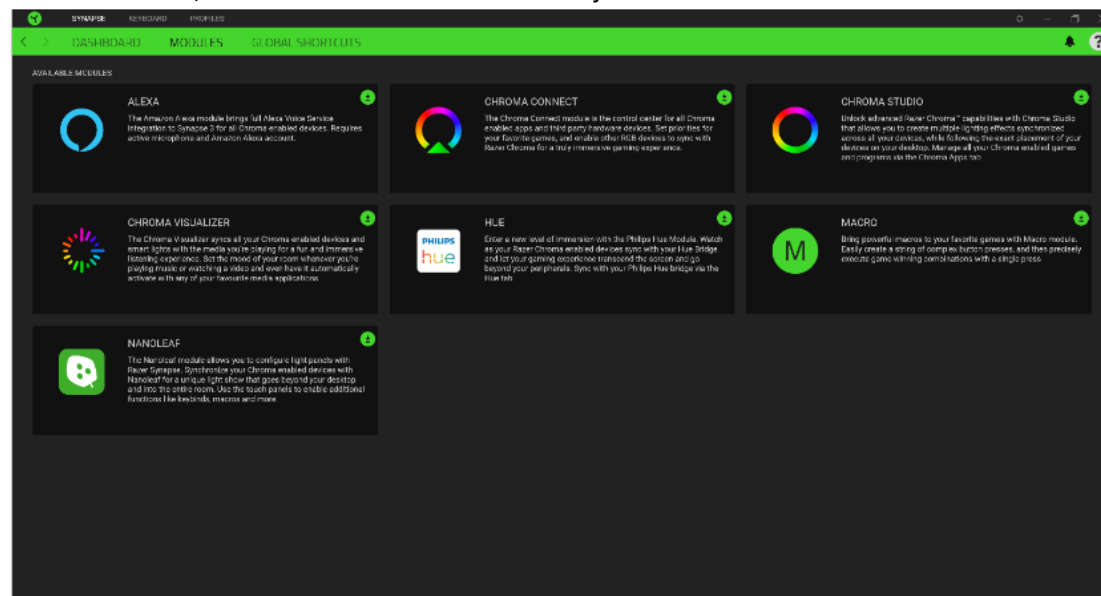 SYNAPSE KEYBOARD PROFILES
DASHBOARD MODULES GLOBAL SHORTCUTS
?
AVAILABLE MODULES
ALEXA
The Amazon Alexa module brings full Alexa Voice Service
integration to Synapse 3 for all Chroma enabled devices. Requires
active microphone and Amazon Alexa account.
CHROMA CONNECT
The Chroma Connect module is the control center for all Chroma
enabled apps and third party hardware devices. Set priorities for
your favorite games, and enable other RGB devices to sync with
Razer Chroma for a truly immersive gaming experience.
CHROMA STUDIO
Unlock advanced Razer Chroma™ capabilities with Chroma Studio
that allows you to create multiple lighting effects synchronized
across all your devices, while following the exact placement of your
devices on your desktop. Manage all your Chroma enabled games
and programs via the Chroma Apps tab
CHROMA VISUALIZER
The Chroma Visualizer syncs all your Chroma enabled devices and
smart lights with the media you're playing for a fun and immersive
listening experience. Set the mood of your room whenever you're
playing music or watching a video and even have it automatically
activate with any of your favourite media applications.
PHILIPS
hue
HUE
Enter a new level of immersion with the Philips Hue Module. Watch
as your Razer Chroma enabled devices sync with your Hue Bridge
and let your gaming experience transcend the screen and go
beyond your peripherals. Sync with your Philips Hue bridge via the
Hue tab
M
MACRO
Bring powerful macros to your favorite games with Macro module.
Easily create a string of complex button presses, and then precisely
execute game winning combinations with a single press
NANOLEAF
The Nanoleaf module allows you to configure light panels with
Razer Synapse. Synchronize your Chroma enabled devices with
Nanoleaf for a unique light show that goes beyond your desktop
and into the entire room. Use the touch panels to enable additional
functions like keybinds, macros and more